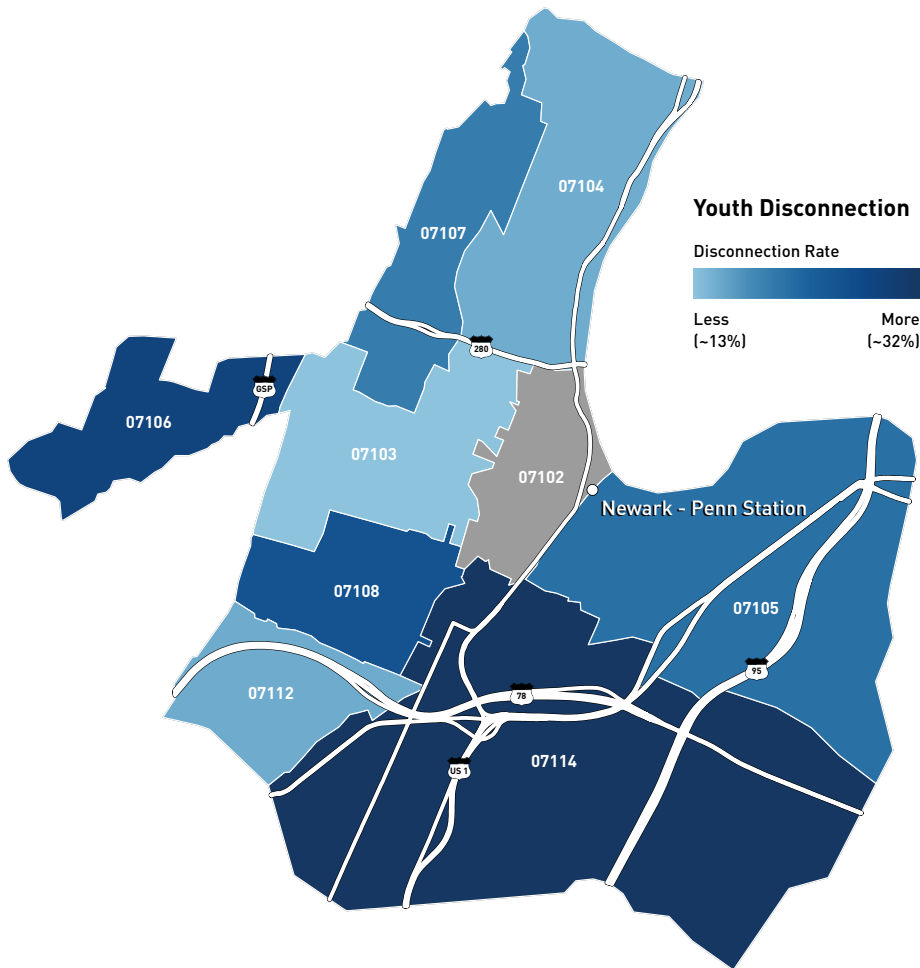 07104
Youth Disconnection
07107
Disconnection Rate
Less
(~13%)
More
(~32%)
280
GSP
07106
07103
07102
Newark - Penn Station
07108
07105
95
07112
78
07114
US 1